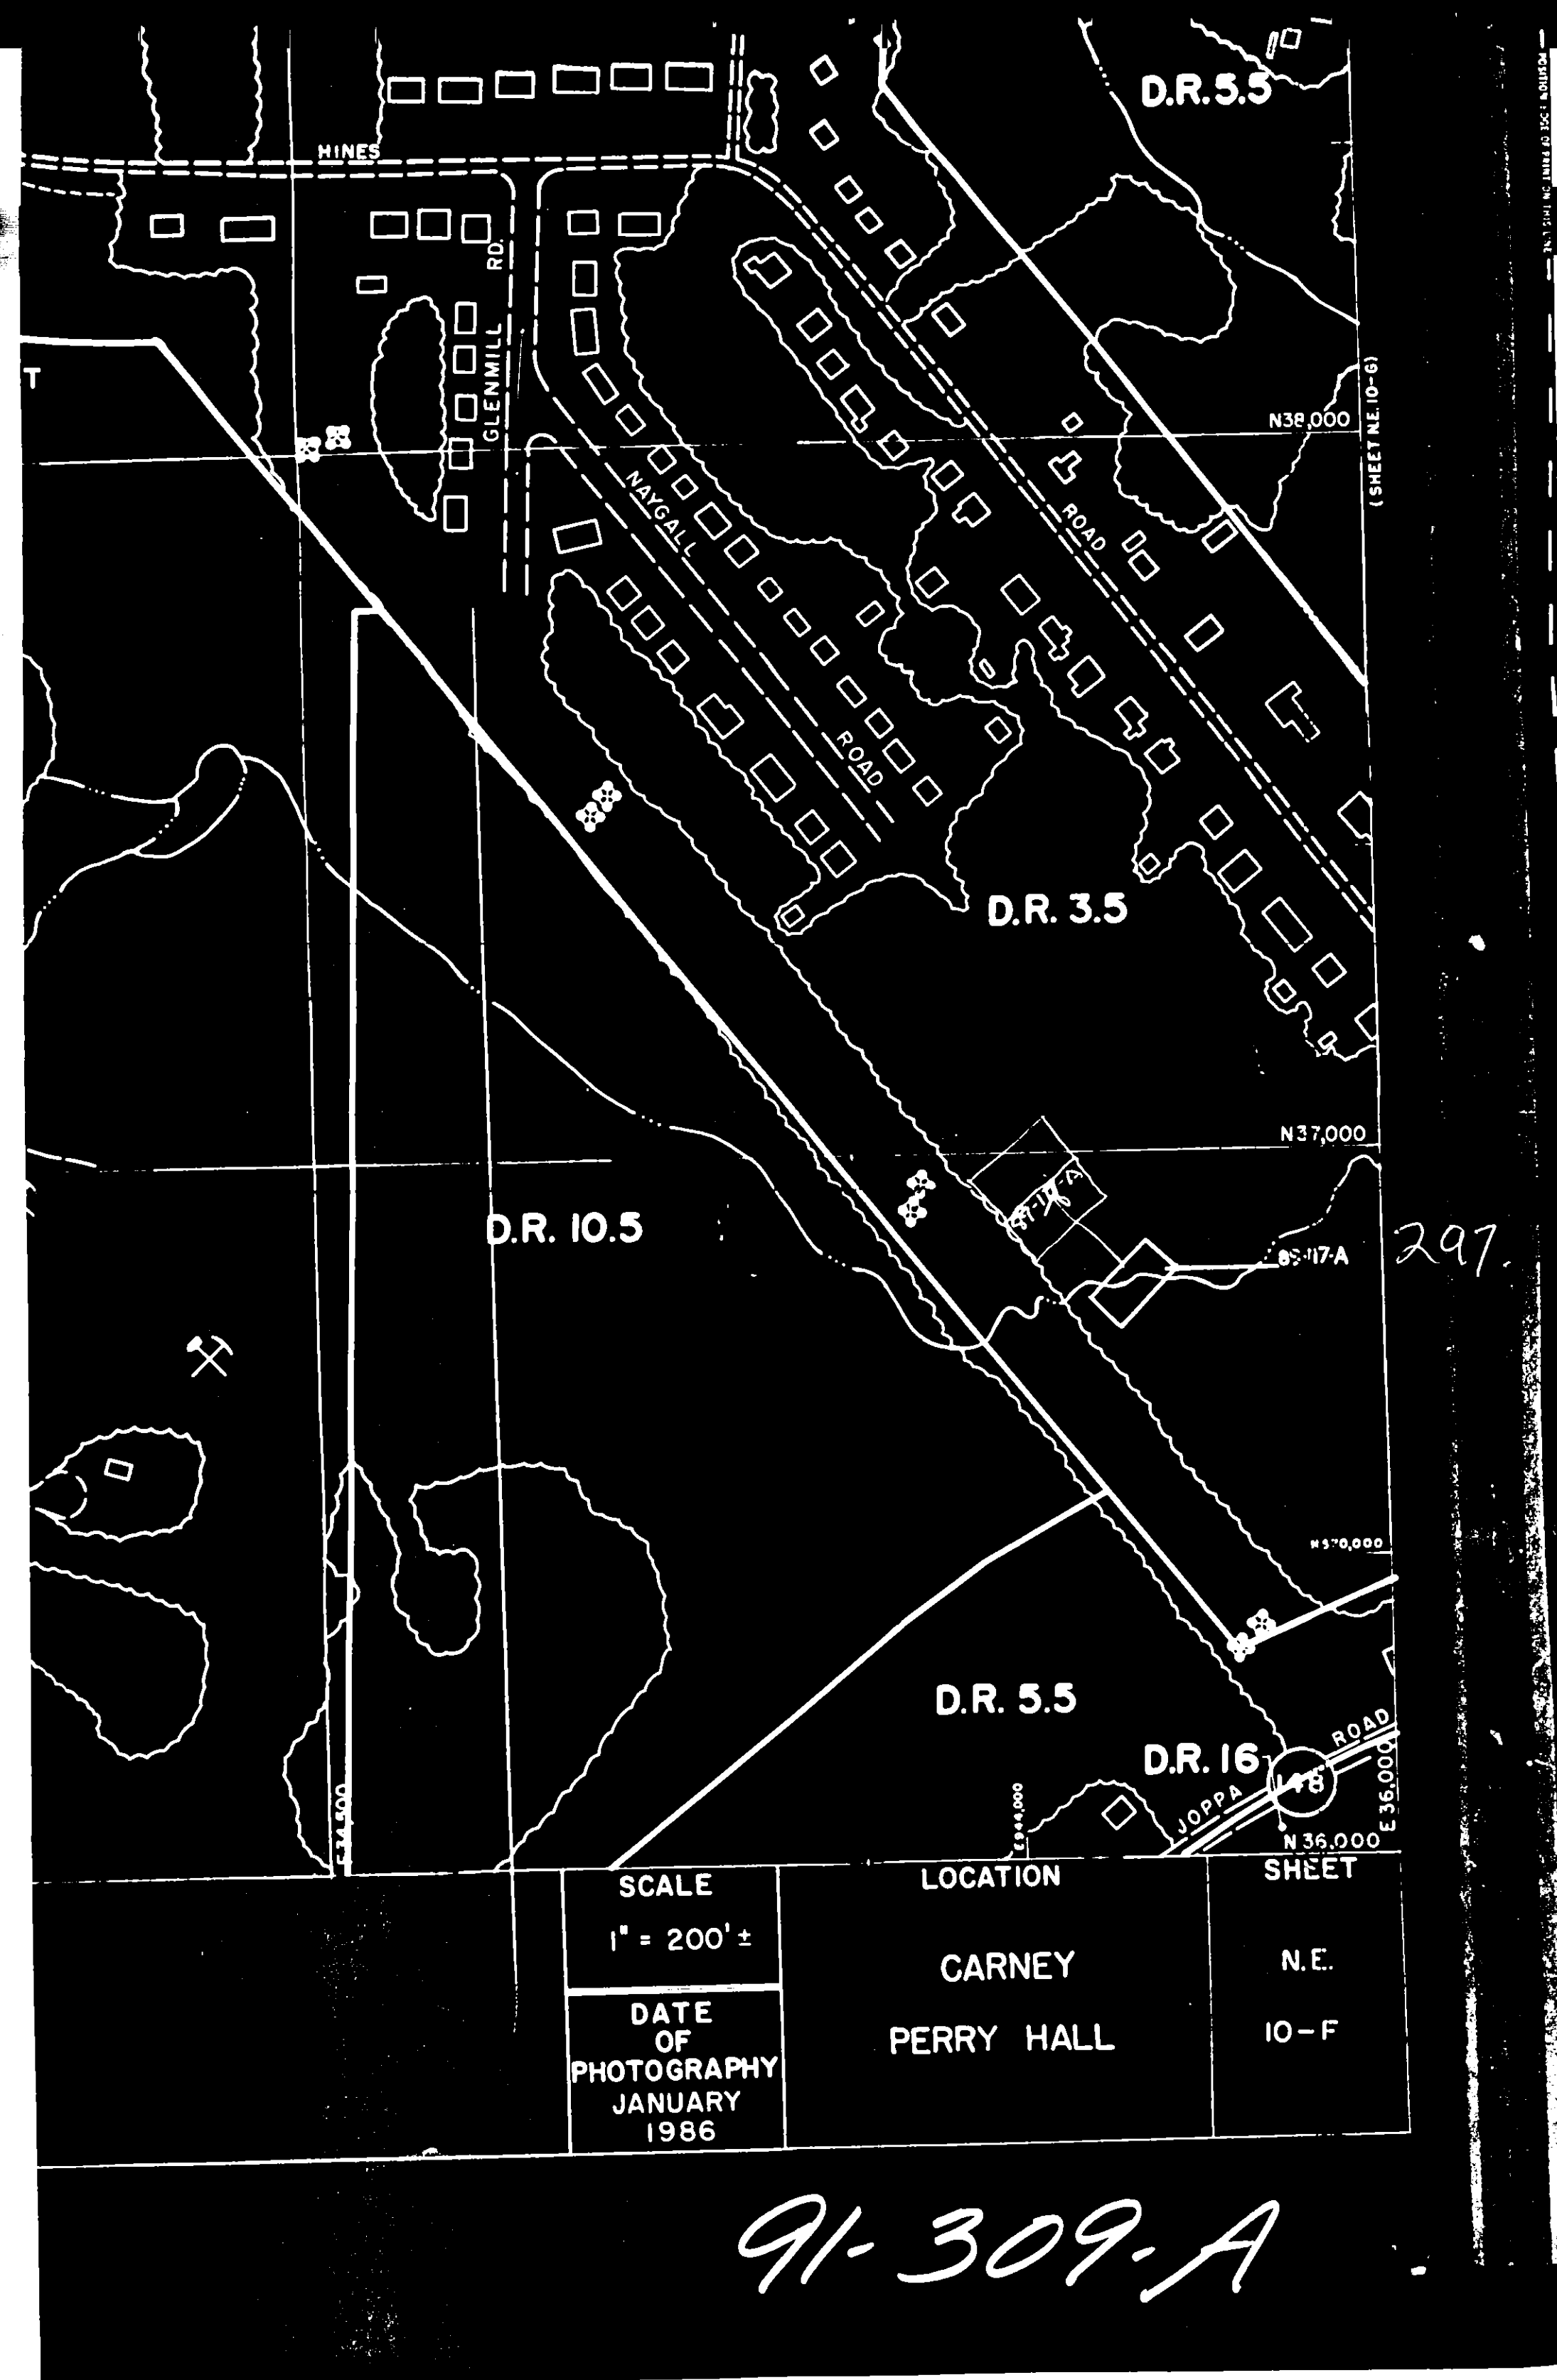 D.R. 5.5
HINES
RD.
GLENMILL
T
N38,000
(SHEET N.E. 10-G)
NAYGALL
ROAD
ROAD
D.R. 3.5
N37,000
D.R. 10.5
297
D.R. 5.5
D.R. 16
148
JOPPA
ROAD
E 36,000
N 36,000
SCALE
1" = 200' ±
DATE
OF
PHOTOGRAPHY
JANUARY
1986
LOCATION
CARNEY
PERRY HALL
SHEET
N.E.
10-F
91-309-A